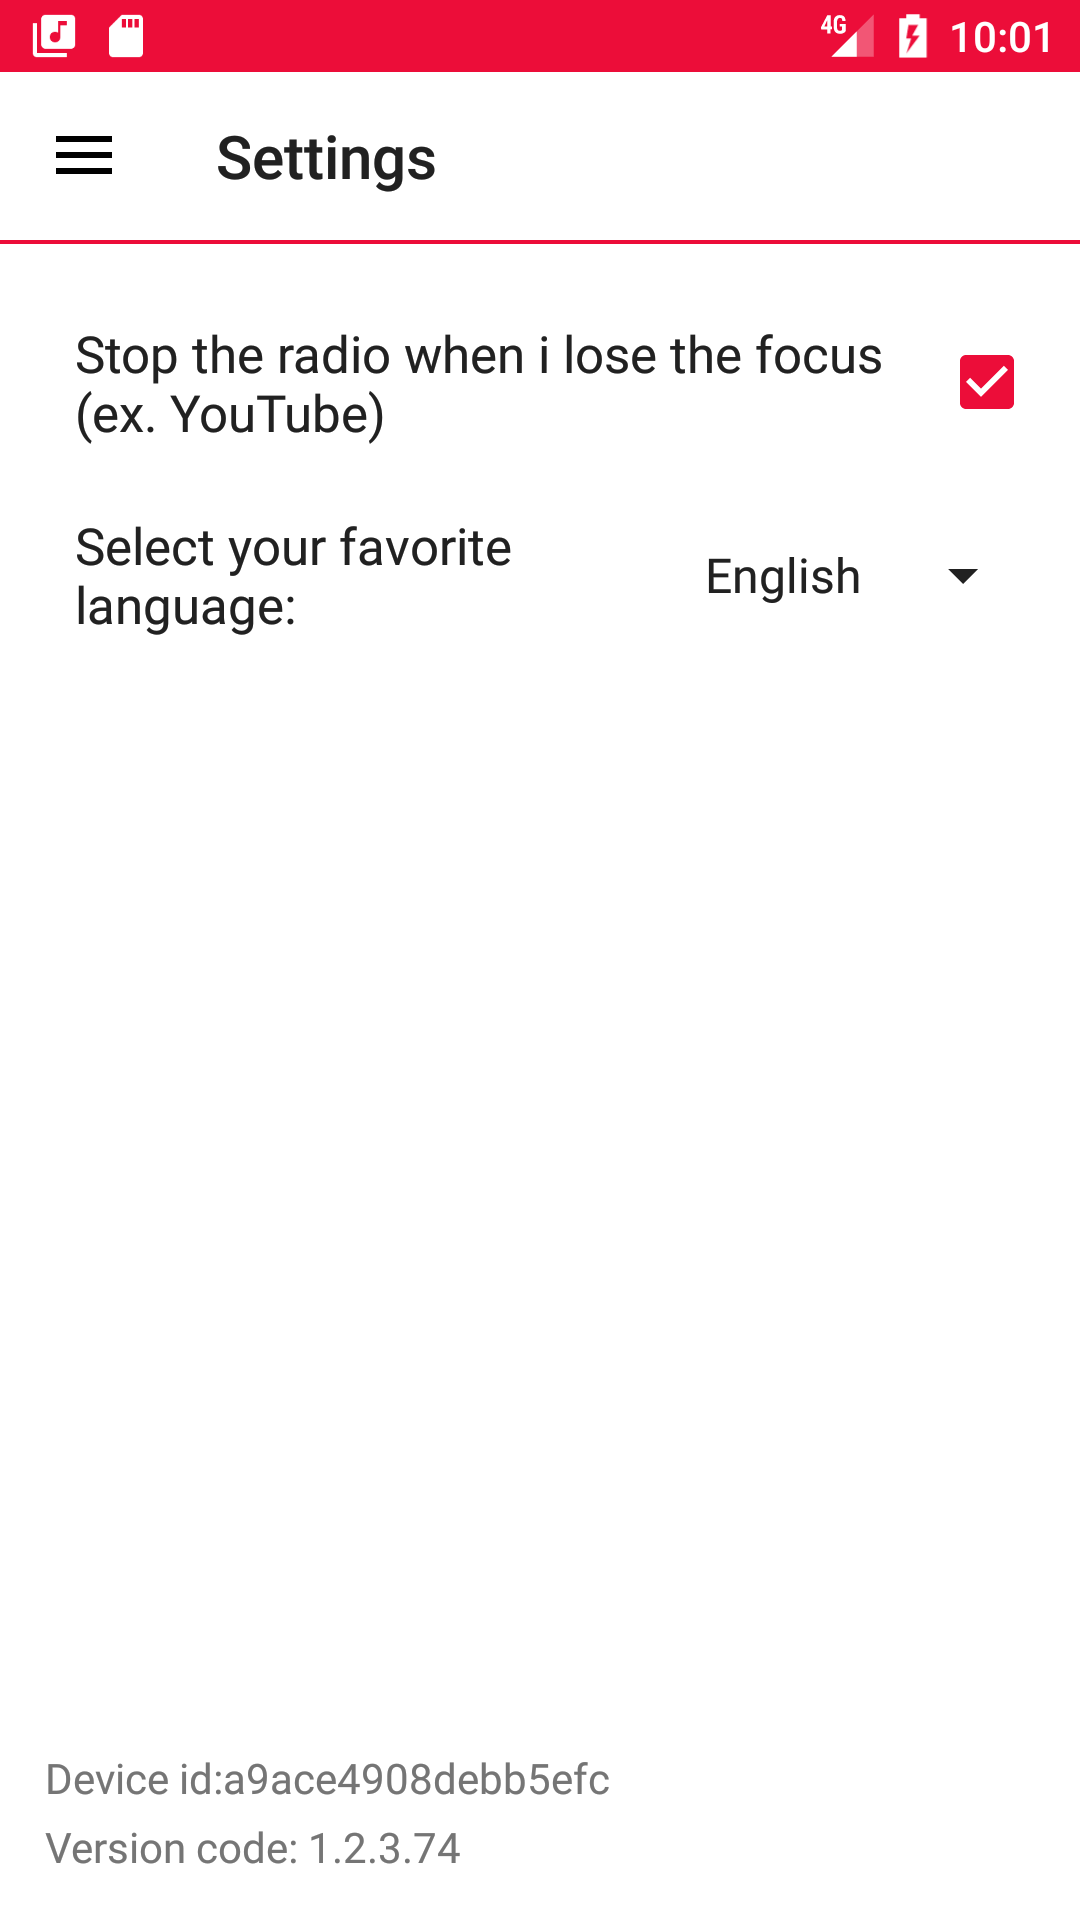 4G 10:01
Settings
Stop the radio when i lose the focus
(ex. YouTube)
Select your favorite
language:
English
Device id:a9ace4908debb5efc
Version code: 1.2.3.74